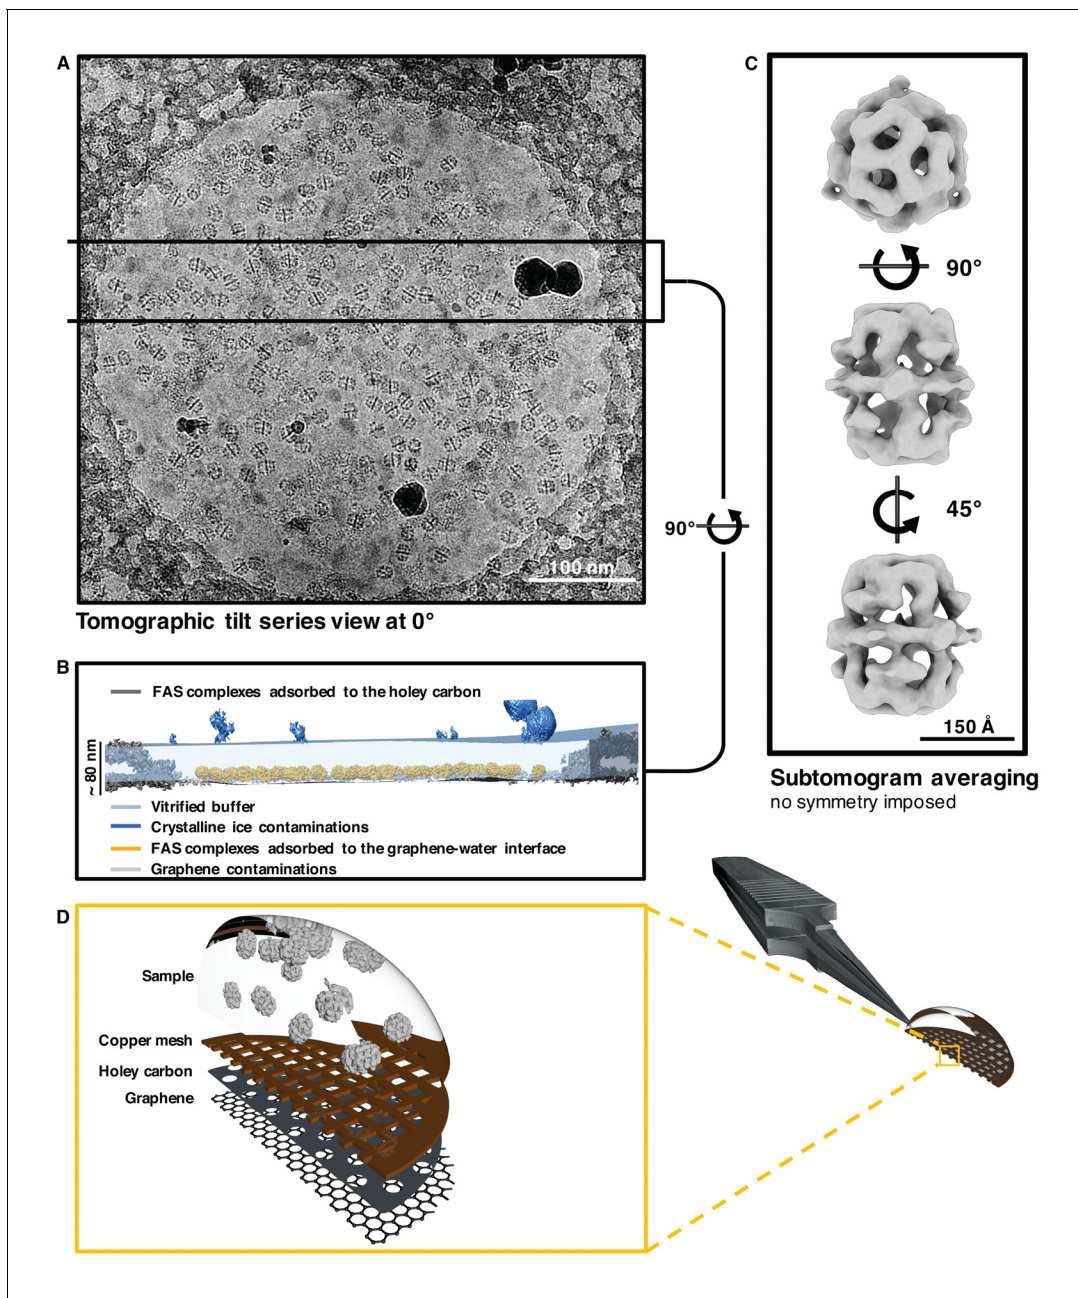 A
100 nm
Tomographic tilt series view at 0°
B
FAS complexes adsorbed to the holey carbon
~ 80 nm
Vitrified buffer
Crystalline ice contaminations
FAS complexes adsorbed to the graphene-water interface
Graphene contaminations
90°
C
90°
45°
150 Å
Subtomogram averaging
no symmetry imposed
D
Sample
Copper mesh
Holey carbon
Graphene